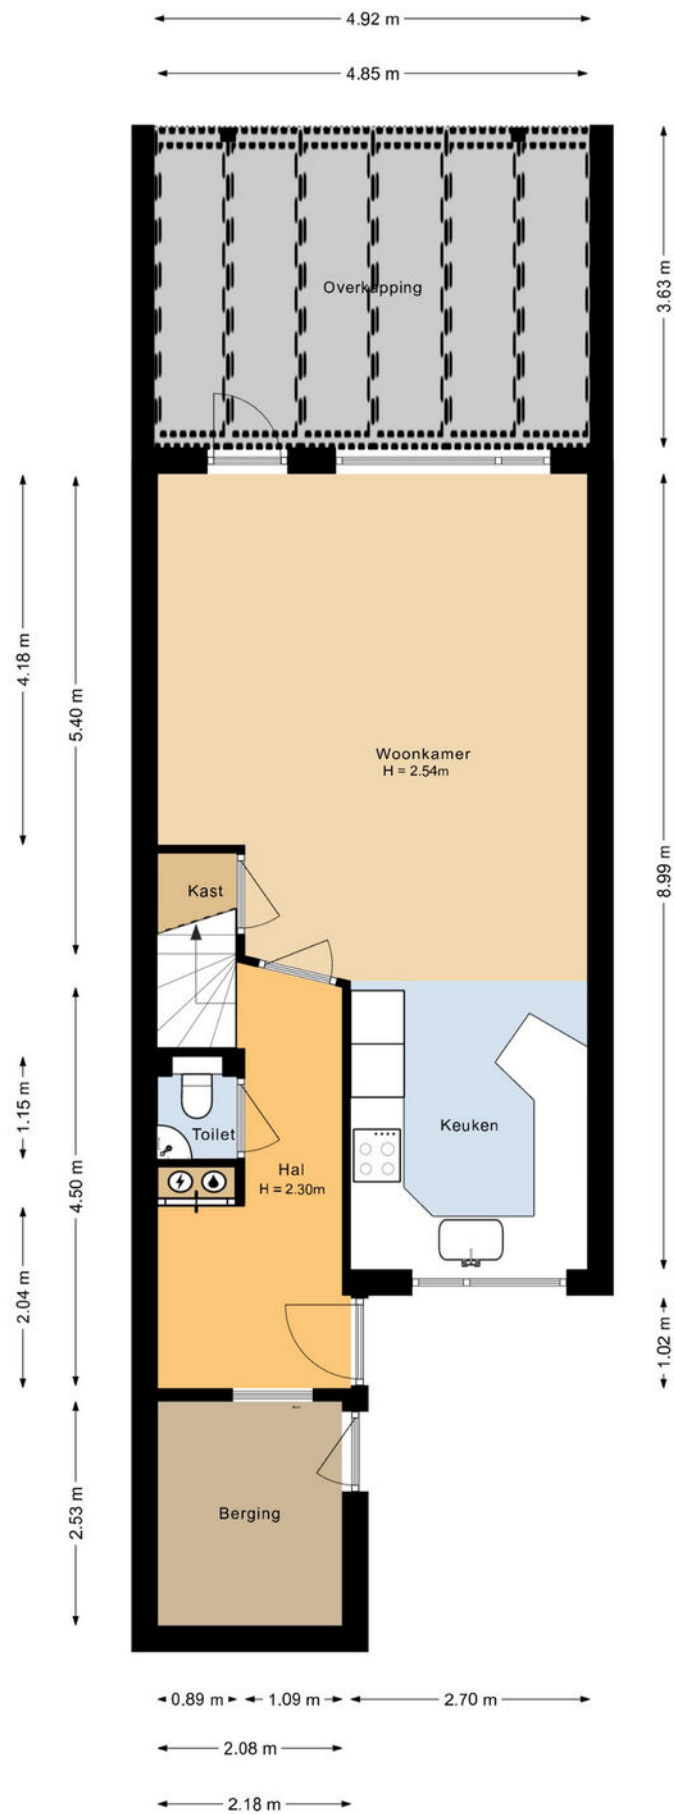 4.92 m
4.85 m
Overkapping
3.63 m
4.18 m
5.40 m
Woonkamer
H = 2.54m
8.99 m
Kast
1.15 m
Toilet
Keuken
4.50 m
Hal
H = 2.30m
2.04 m
1.02 m
2.53 m
Berging
0.89 m
1.09 m
2.70 m
2.08 m
2.18 m